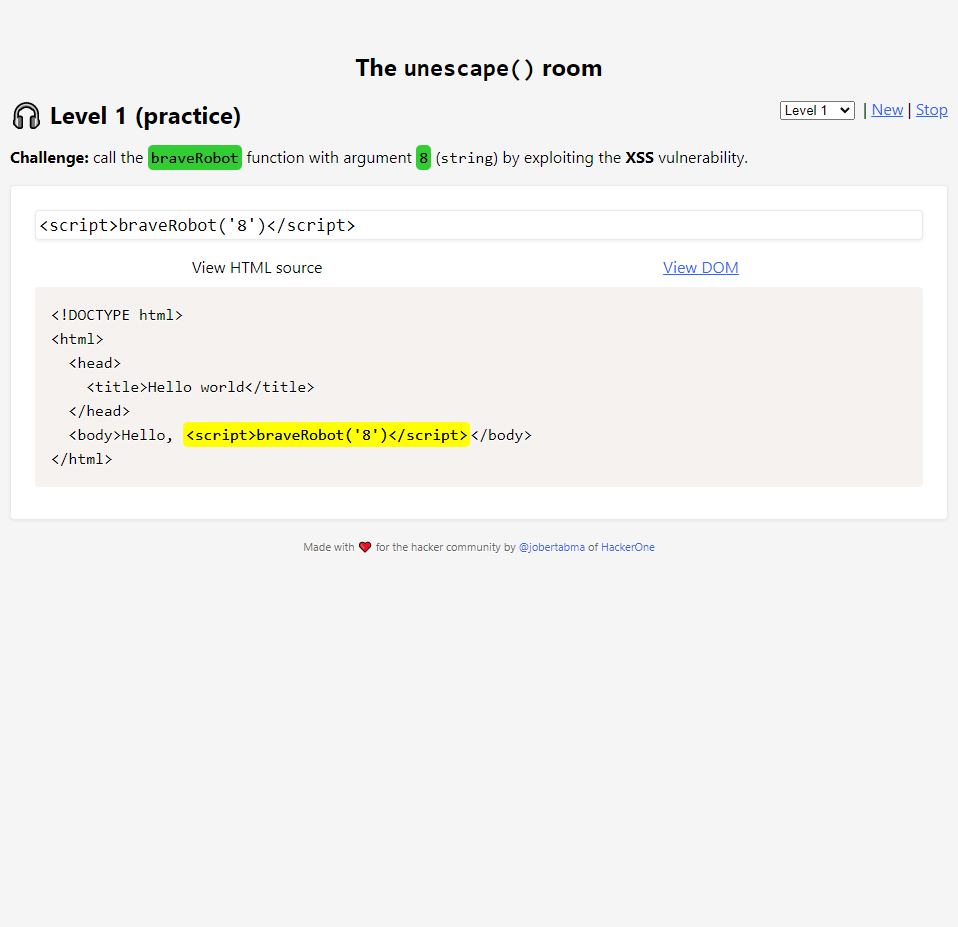 The unescape() room
Level 1 (practice)
Level 1 | New | Stop
Challenge: call the braveRobot function with argument 8 (string) by exploiting the XSS vulnerability.
<script>braveRobot('8')</script>
View HTML source View DOM
<!DOCTYPE html>
<html>
<head>
<title>Hello world</title>
</head>
<body>Hello, <script>braveRobot('8')</script></body>
</html>
Made with ❤ for the hacker community by @jobertabma of HackerOne